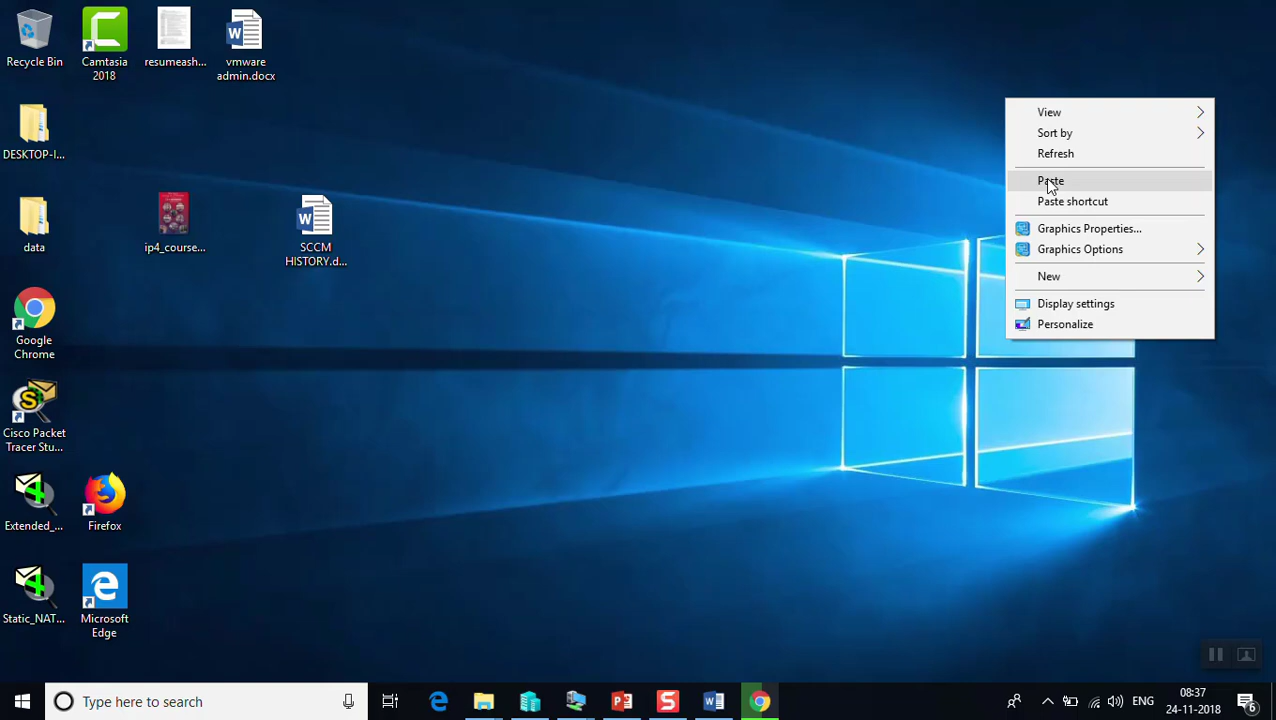 Recycle Bin
Camtasia
2018
resumeash...
vmware
admin.docx
DESKTOP-I...
data
ip4_course...
SCCM
HISTORY.d...
Google
Chrome
Cisco Packet
Tracer Stu...
Extended_...
Firefox
Static_NAT...
Microsoft
Edge
View
Sort by
Refresh
Paste
Paste shortcut
Graphics Properties...
Graphics Options
New
Display settings
Personalize
Type here to search
ENG
08:37
24-11-2018
6